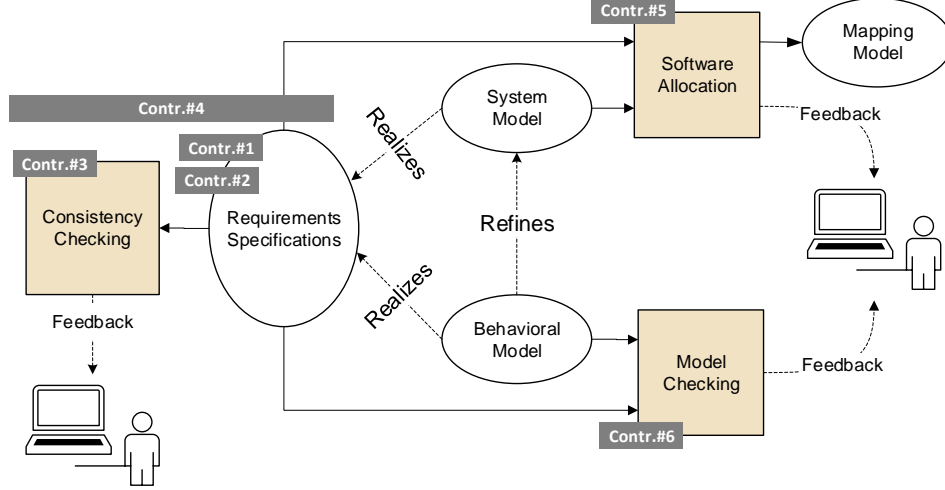 Contr.#5
Mapping
Model
Software
Allocation
System
Model
Feedback
Contr.#4
Realizes
Contr.#1
Contr.#3
Contr.#2
Consistency
Checking
Requirements
Specifications
Refines
Realizes
Feedback
Behavioral
Model
Model
Checking
Feedback
Contr.#6